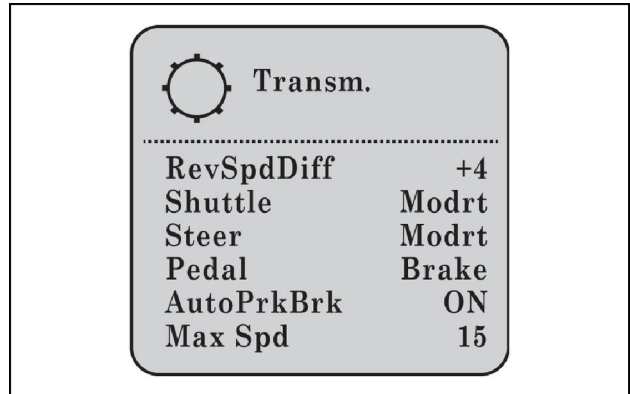 Transm.
RevSpdDiff +4
Shuttle Modrt
Steer Modrt
Pedal Brake
AutoPrkBrk ON
Max Spd 15